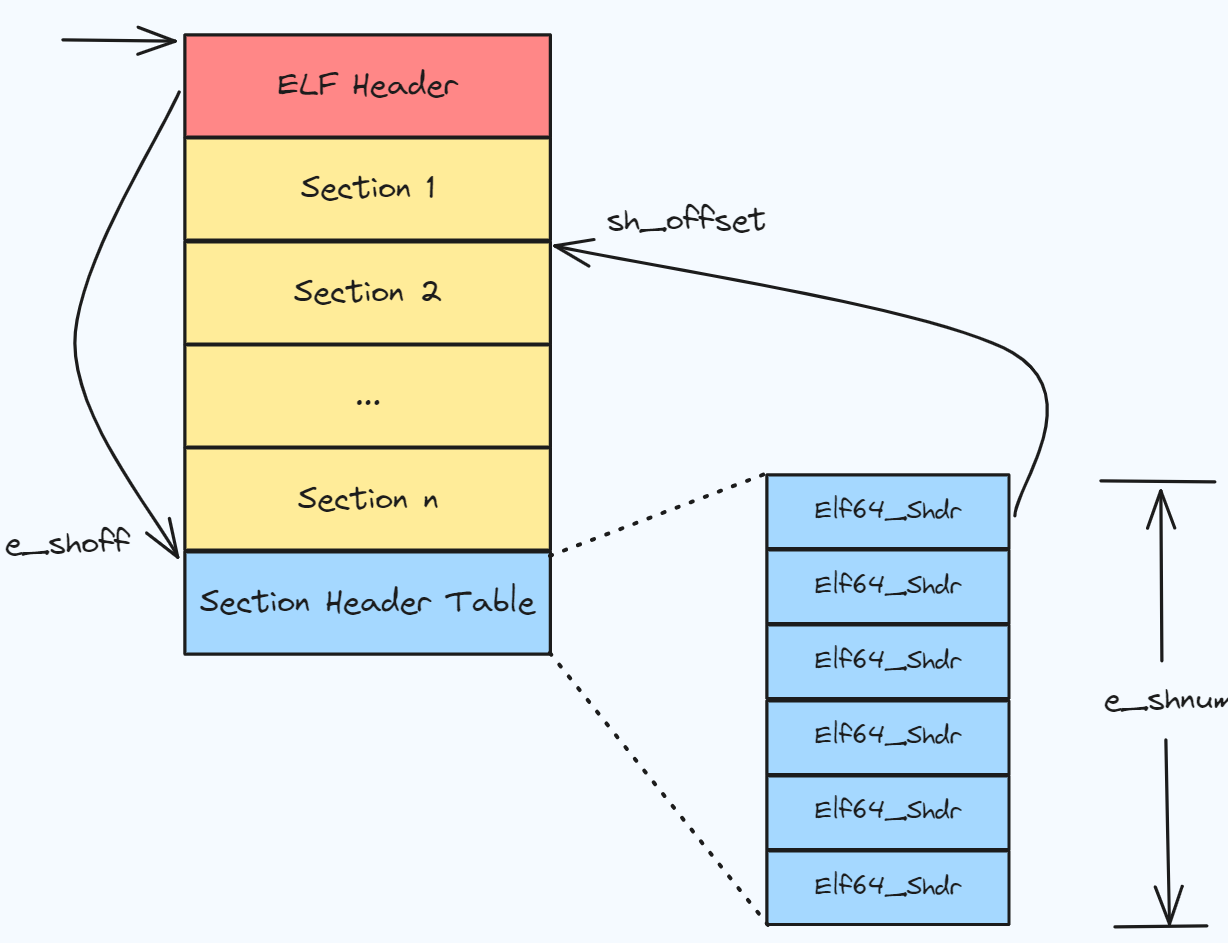 ELF Header
Section 1
sh_offset
Section 2
...
Section n
e_shoff
Section Header Table
Elf64_Shdr
Elf64_Shdr
Elf64_Shdr
Elf64_Shdr
Elf64_Shdr
Elf64_Shdr
e_shnum